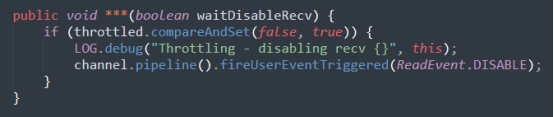 public void ***(boolean waitDisableRecv) {
if (throttled.compareAndSet(false, true)) {
LOG.debug("Throttling - disabling recv {}", this);
channel.pipeline().fireUserEventTriggered(ReadEvent.DISABLE);
}
}